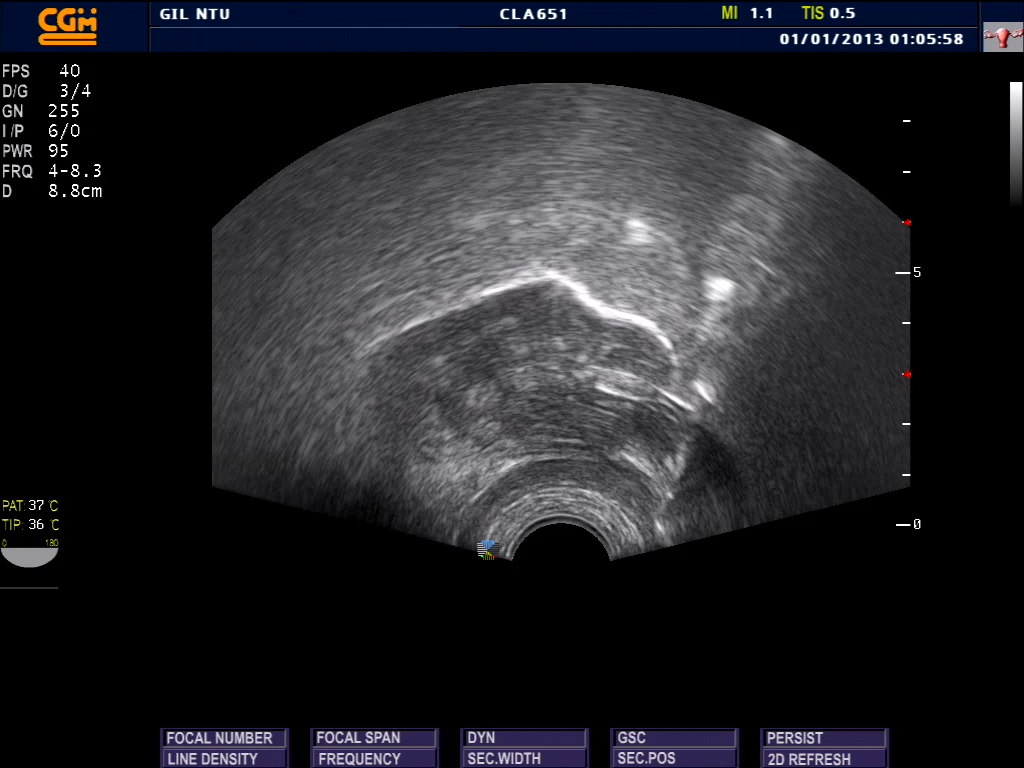 CGM
GIL NTU CLA651 MI 1.1 TIS 0.5
01/01/2013 01:05:58
FPS 40
D/G 3/4
GN 255
I/P 6/0
PWR 95
FRQ 4-8.3
D 8.8cm
5
PAT: 37 °C
TIP: 36 °C
0 180
0
FOCAL NUMBER FOCAL SPAN DYN GSC PERSIST
LINE DENSITY FREQUENCY SEC.WIDTH SEC.POS 2D REFRESH